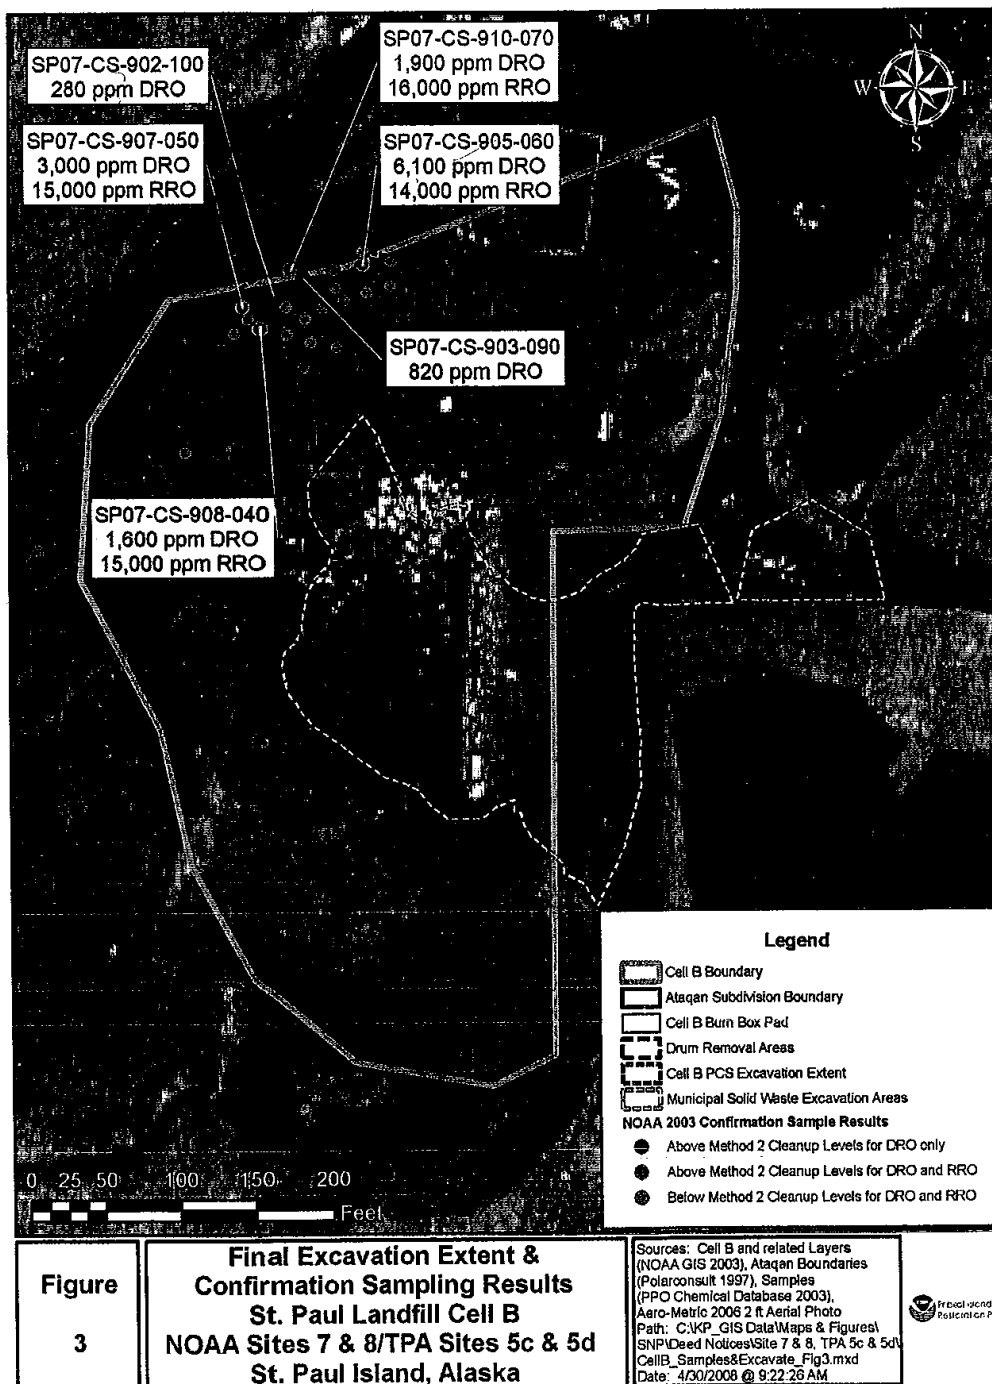 SP07-CS-902-100
280 ppm DRO
SP07-CS-910-070
1,900 ppm DRO
16,000 ppm RRO
N
W
E
S
SP07-CS-907-050
3,000 ppm DRO
15,000 ppm RRO
SP07-CS-905-060
6,100 ppm DRO
14,000 ppm RRO
SP07-CS-903-090
820 ppm DRO
SP07-CS-908-040
1,600 ppm DRO
15,000 ppm RRO
Legend
Cell B Boundary
Ataqan Subdivision Boundary
Cell B Burn Box Pad
Drum Removal Areas
Cell B PCS Excavation Extent
Municipal Solid Waste Excavation Areas
NOAA 2003 Confirmation Sample Results
Above Method 2 Cleanup Levels for DRO only
Above Method 2 Cleanup Levels for DRO and RRO
Below Method 2 Cleanup Levels for DRO and RRO
0 25 50 100 150 200
Feet
Figure
3
Final Excavation Extent &
Confirmation Sampling Results
St. Paul Landfill Cell B
NOAA Sites 7 & 8/TPA Sites 5c & 5d
St. Paul Island, Alaska
Sources: Cell B and related Layers
(NOAA GIS 2003), Ataqan Boundaries
(Polarconsult 1997), Samples
(PPO Chemical Database 2003),
Aero-Metric 2006 2 ft Aerial Photo
Path: C:\KP_GIS Data\Maps & Figures\
SNP\Deed Notices\Site 7 & 8, TPA 5c & 5d\
CellB_Samples&Excavate_Fig3.mxd
Date: 4/30/2008 @ 9:22:26 AM